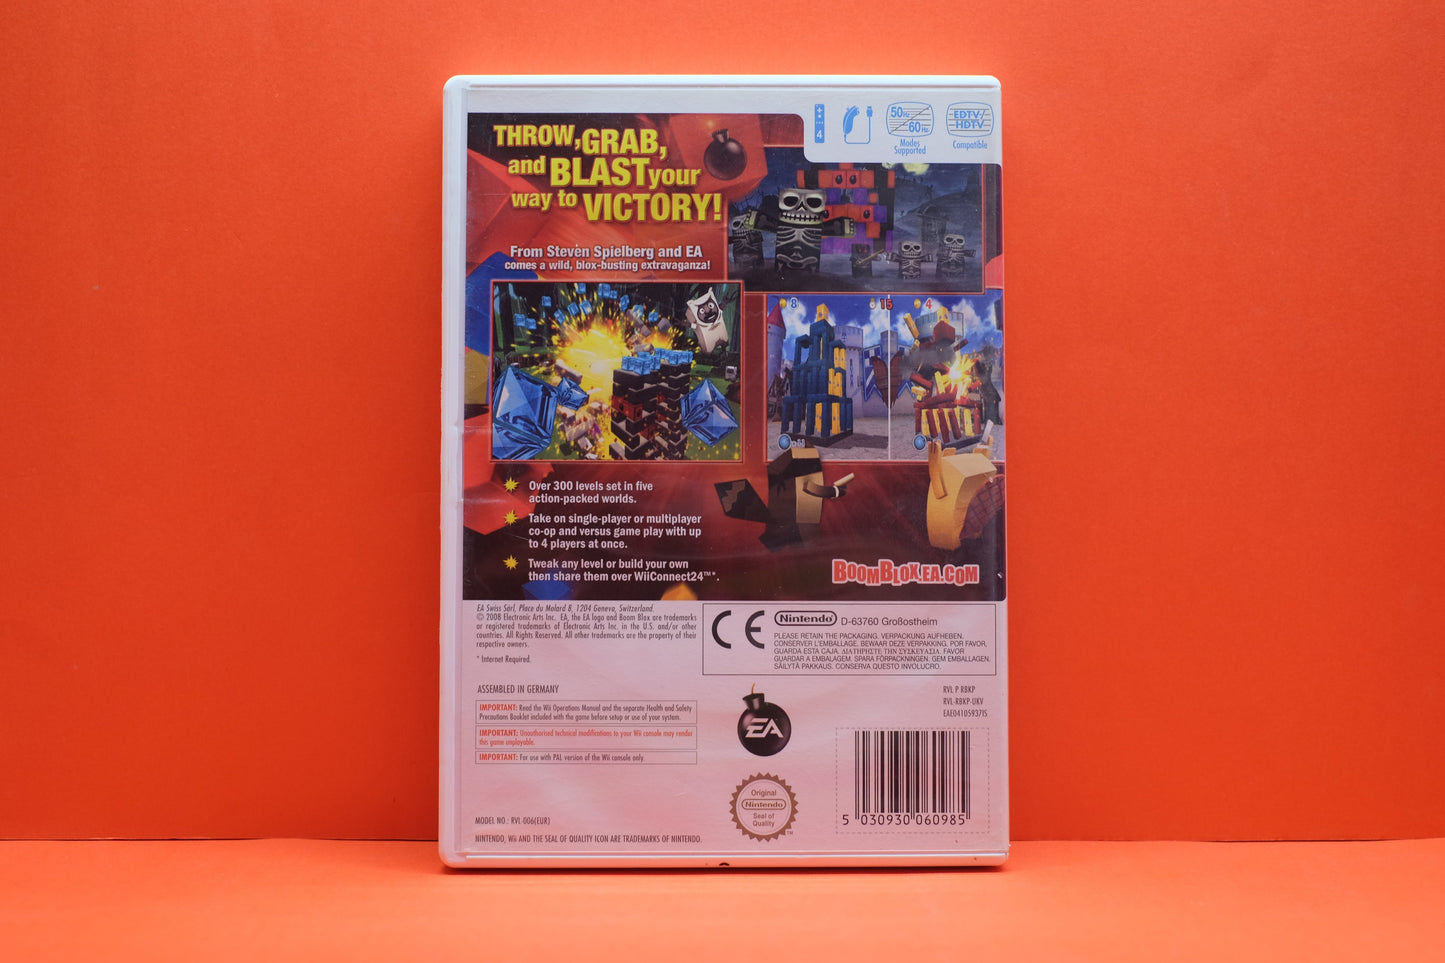 THROW, GRAB,
and BLAST your
way to VICTORY!
From Steven Spielberg and EA
comes a wild, blox-busting extravaganza!
4
50Hz
60Hz
Modes
Supported
EDTV/
HDTV
Compatible
8
15
4
Over 300 levels set in five
action-packed worlds.
Take on single-player or multiplayer
co-op and versus game play with up
to 4 players at once.
Tweak any level or build your own
then share them over WiiConnect24™*.
BOOMBLOX.EA.COM
EA Swiss Sàrl, Place du Molard 8, 1204 Geneva, Switzerland.
© 2008 Electronic Arts Inc. EA, the EA logo and Boom Blox are trademarks
or registered trademarks of Electronic Arts Inc. in the U.S. and/or other
countries. All Rights Reserved. All other trademarks are the property of their
respective owners.
* Internet Required.
CE
Nintendo D-63760 Großostheim
PLEASE RETAIN THE PACKAGING. VERPACKUNG AUFHEBEN.
CONSERVER L'EMBALLAGE. BEWAAR DEZE VERPAKKING. POR FAVOR,
GUARDA ESTA CAJA. ΔΙΑΤΗΡΗΣΤΕ ΤΗΝ ΣΥΣΚΕΥΑΣΙΑ. FAVOR
GUARDAR A EMBALAGEM. SPARA FÖRPACKNINGEN. GEM EMBALLAGEN.
SÄILYTÄ PAKKAUS. CONSERVA QUESTO INVOLUCRO.
ASSEMBLED IN GERMANY
IMPORTANT: Read the Wii Operations Manual and the separate Health and Safety
Precautions Booklet included with the game before setup or use of your system.
IMPORTANT: Unauthorised technical modifications to your Wii console may render
this game unplayable.
IMPORTANT: For use with PAL version of the Wii console only.
EA
RVL P RBKP
RVL-RBKP-UKV
EAE04105937IS
Original
Nintendo
Seal of
Quality
TM
5 030930 060985
MODEL NO.: RVL-006(EUR)
NINTENDO, Wii AND THE SEAL OF QUALITY ICON ARE TRADEMARKS OF NINTENDO.